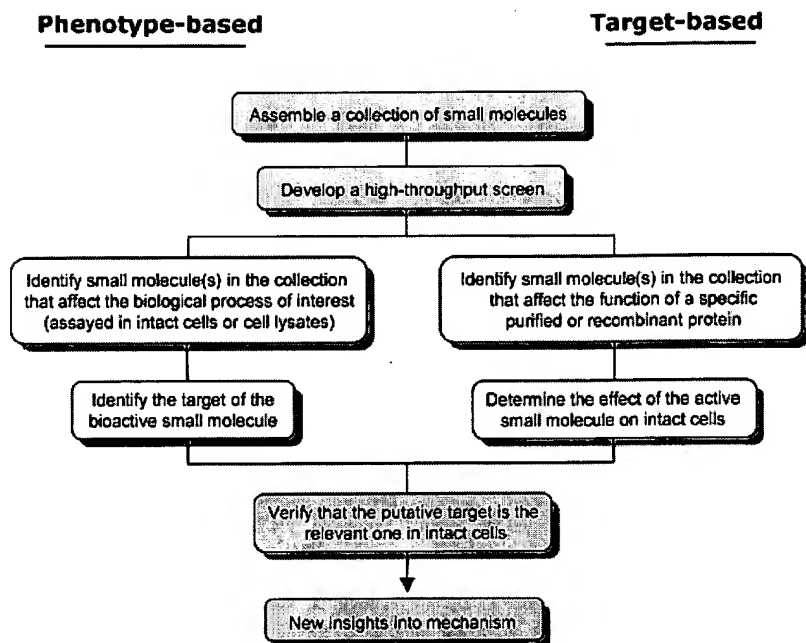 Phenotype-based
Target-based
Assemble a collection of small molecules
Develop a high-throughput screen
Identify small molecule(s) in the collection
that affect the biological process of interest
(assayed in intact cells or cell lysates)
Identify small molecule(s) in the collection
that affect the function of a specific
purified or recombinant protein
Identify the target of the
bioactive small molecule
Determine the effect of the active
small molecule on intact cells
Verify that the putative target is the
relevant one in intact cells
New insights into mechanism